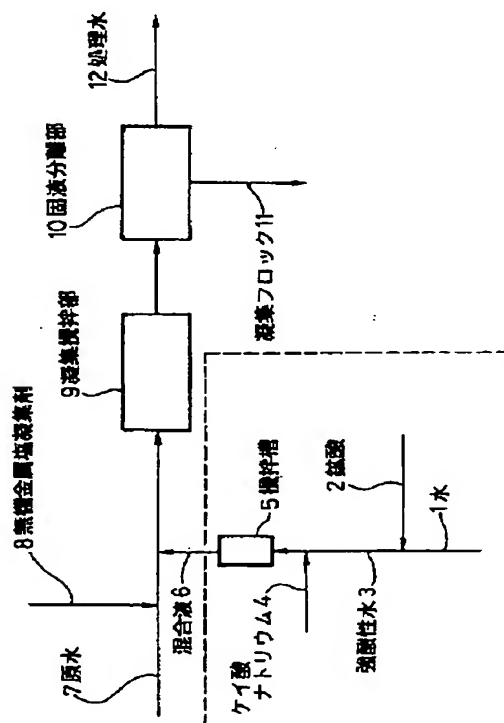 8無機金属塩凝集剤
7原水
9凝集攪拌部
10固液分離部
12処理水
凝集フロック11
混合液6
5攪拌槽
ケイ酸
ナトリウム4
2鉱酸
強酸性水3
1水